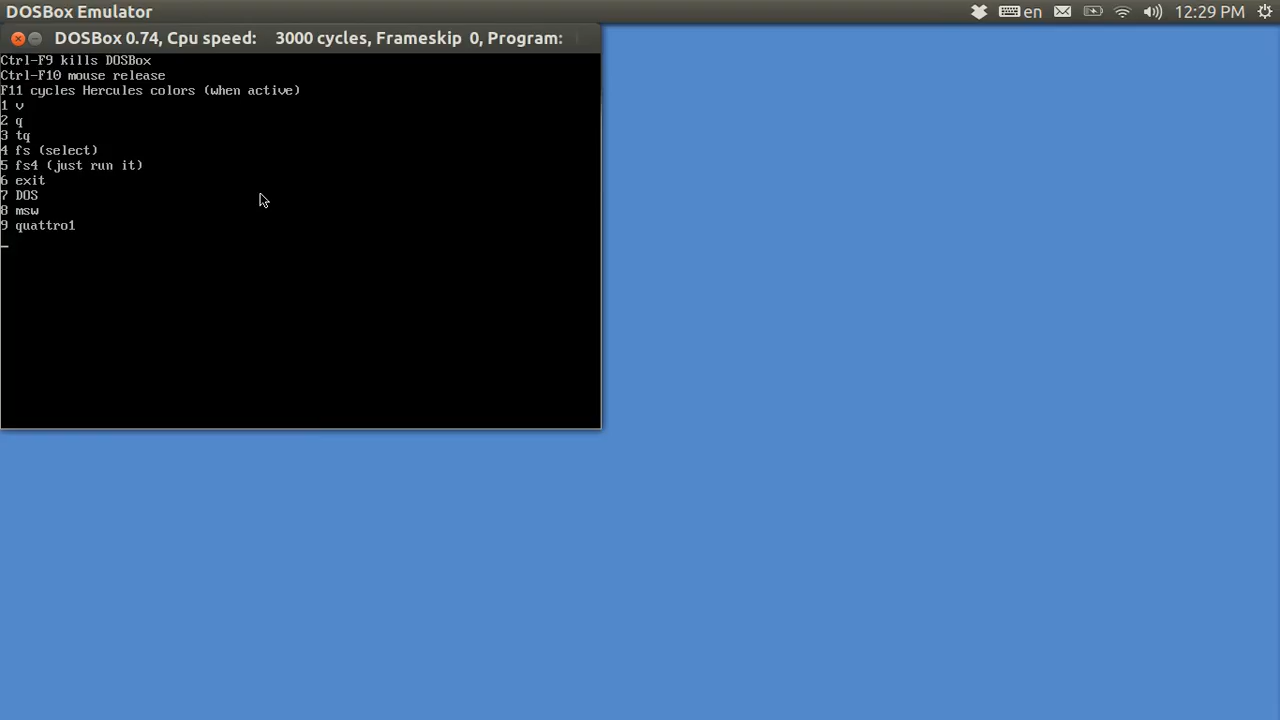 DOSBox Emulator
en
12:29 PM
DOSBox 0.74, Cpu speed: 3000 cycles, Frameskip 0, Program:
Ctrl-F9 kills DOSBox
Ctrl-F10 mouse release
F11 cycles Hercules colors (when active)
1 v
2 q
3 tq
4 fs (select)
5 fs4 (just run it)
6 exit
7 DOS
8 msw
9 quattro1
_